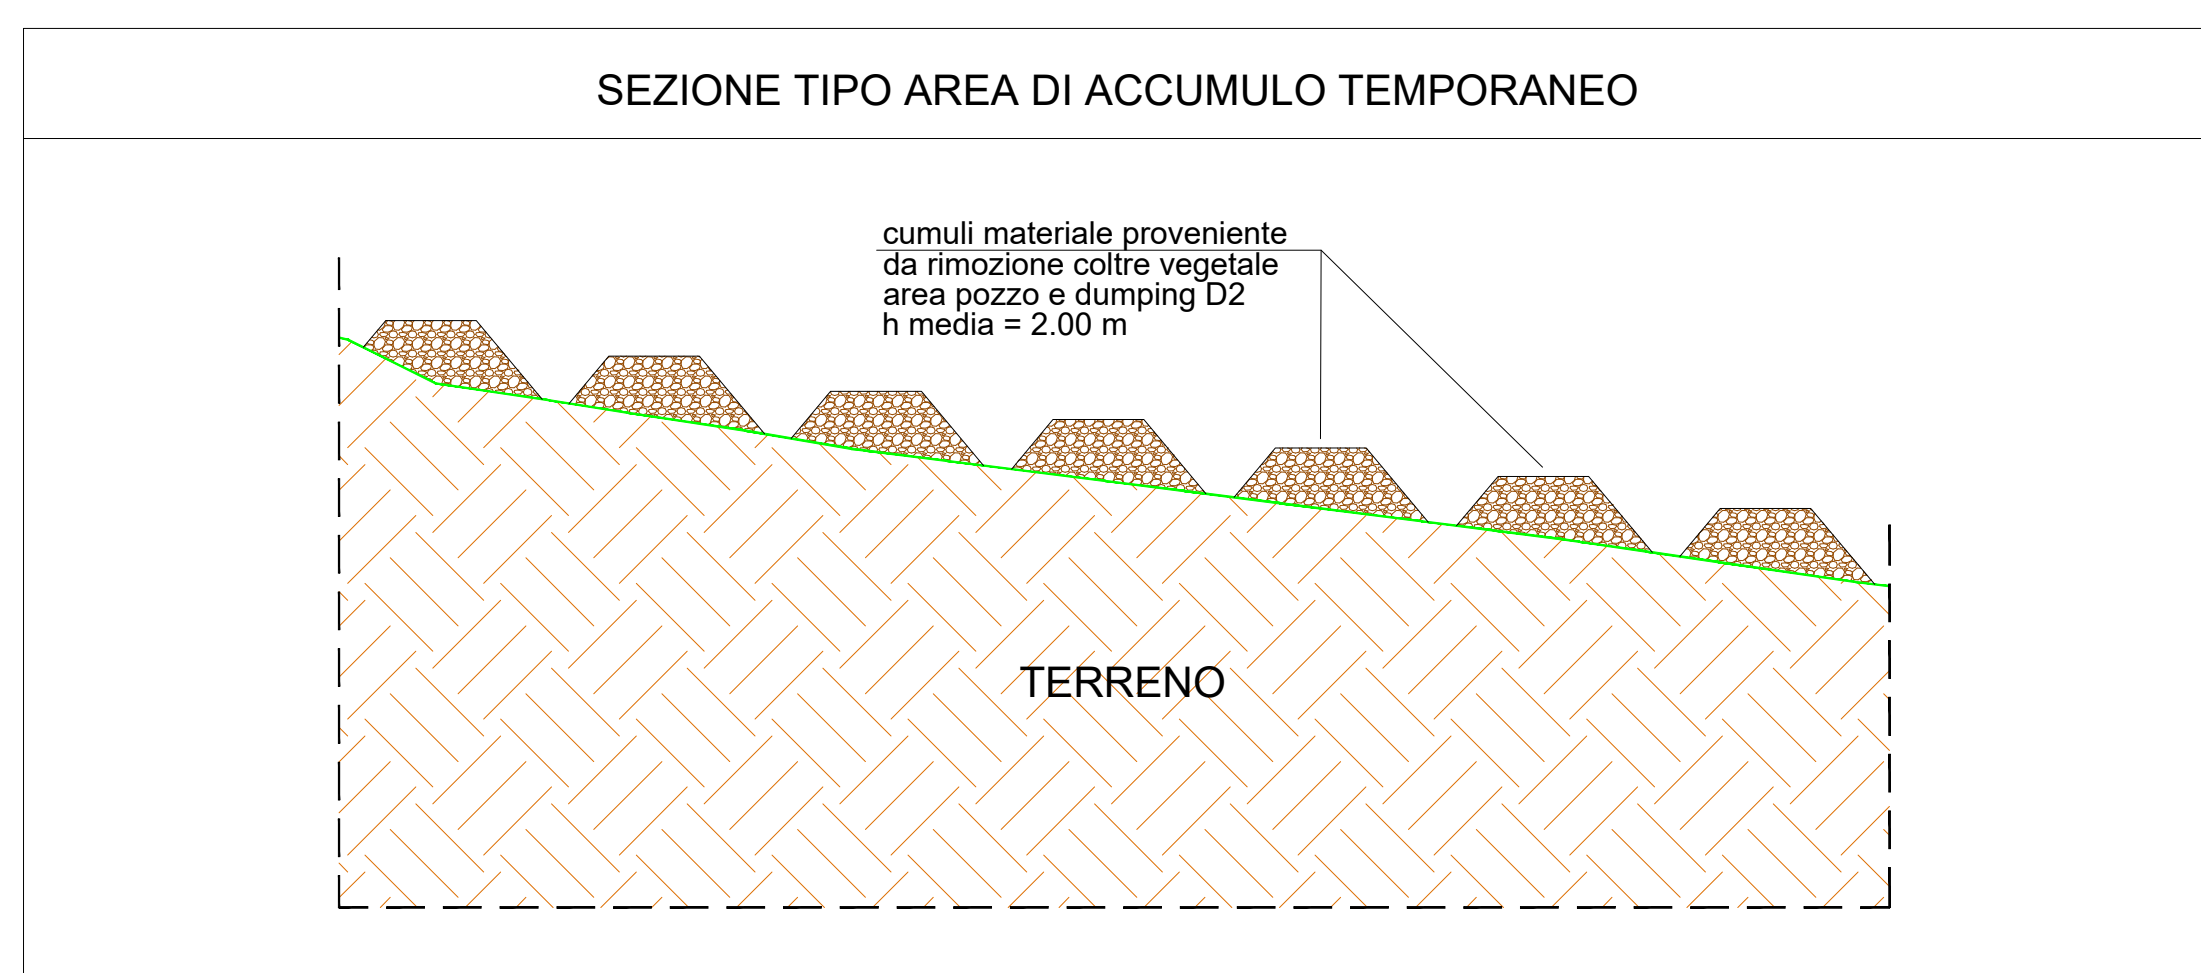 SEZIONE TIPO AREA DI ACCUMULO TEMPORANEO
cumuli materiale proveniente
da rimozione coltre vegetale
area pozzo e dumping D2
h media = 2.00 m
TERRENO